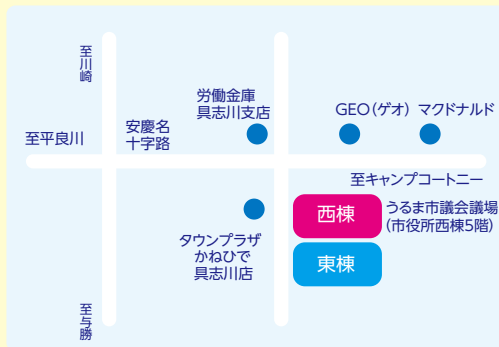 至川崎
労働金庫
具志川支店
GEO(ゲオ)
マクドナルド
至平良川
安慶名
十字路
至キャンプコートニー
西棟
うるま市議会議場
(市役所西棟5階)
東棟
タウンプラザ
かねひで
具志川店
至与勝